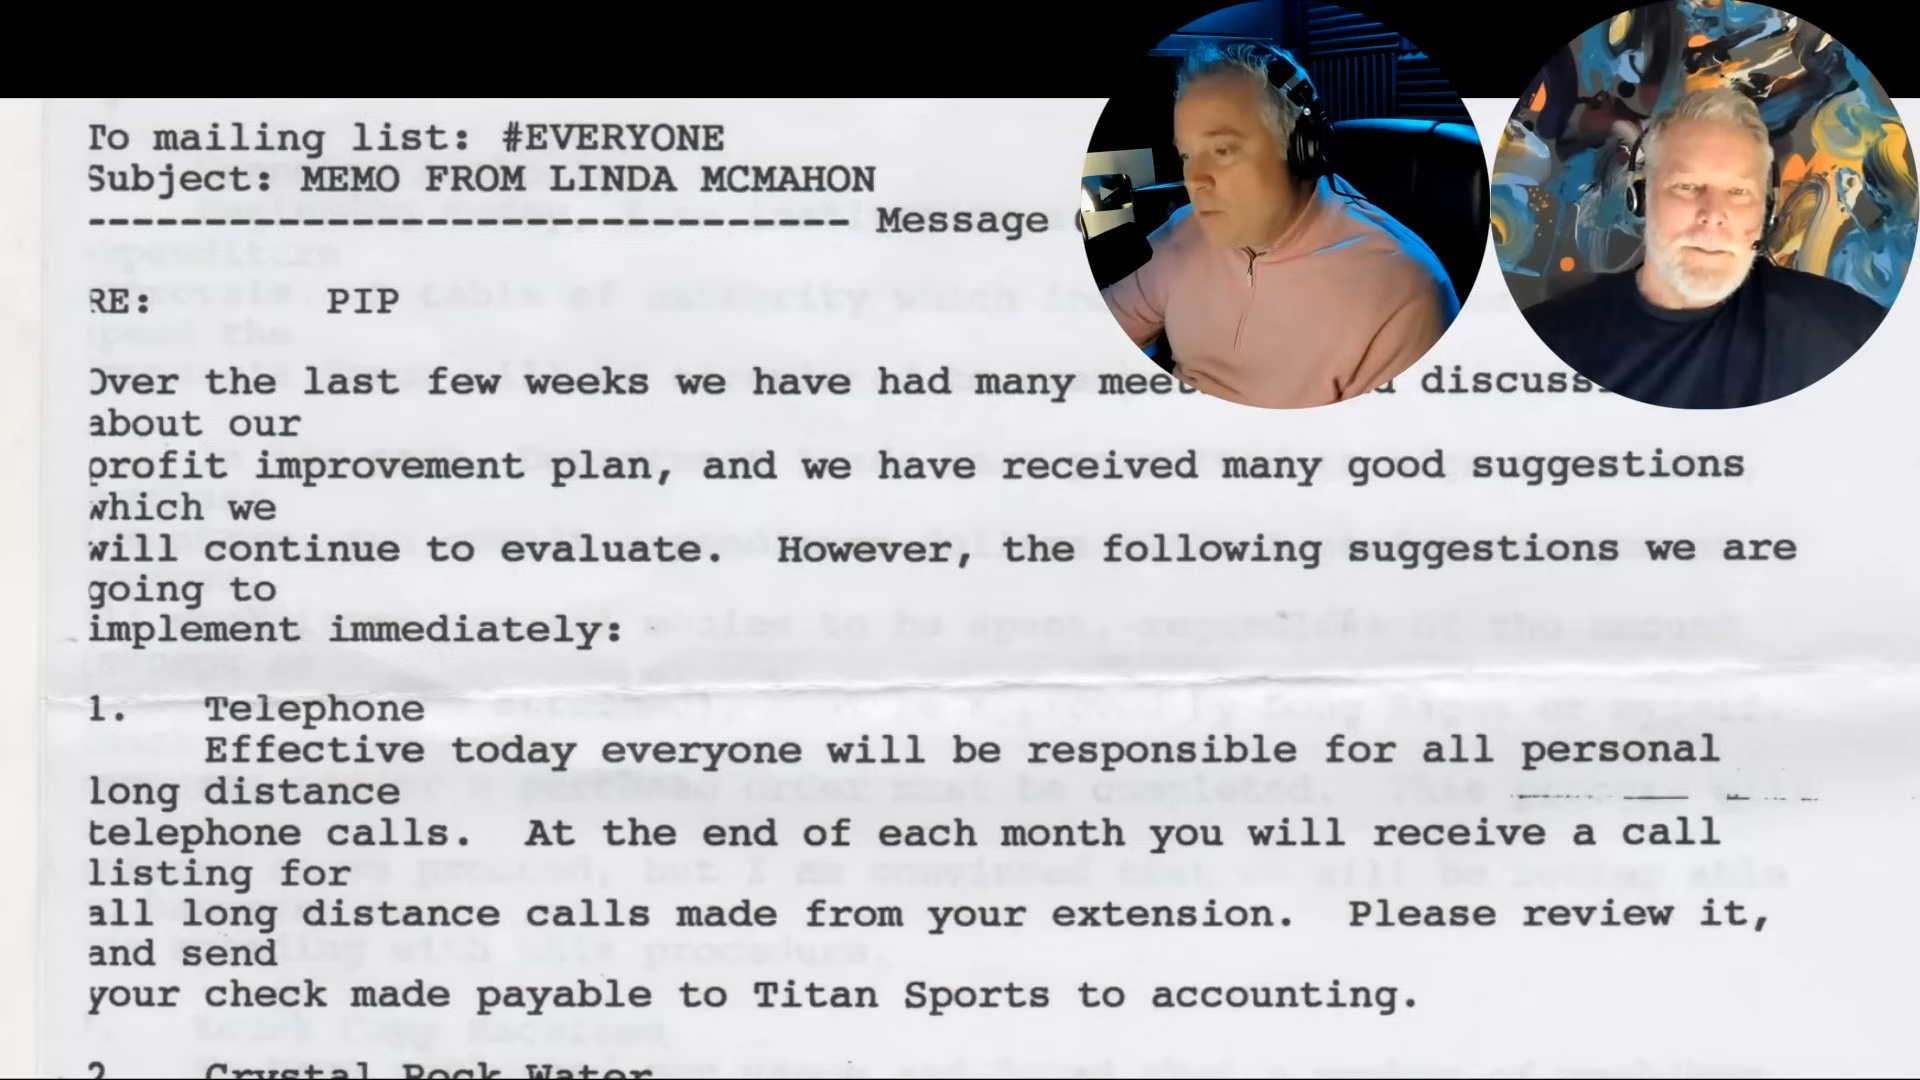 To mailing list: #EVERYONE
Subject: MEMO FROM LINDA MCMAHON
---------------------------------- Message
RE: PIP
Over the last few weeks we have had many
about our
profit improvement plan, and we have received many good suggestions
which we
will continue to evaluate. However, the following suggestions we are
going to
implement immediately:
1. Telephone
Effective today everyone will be responsible for all personal
long distance
telephone calls. At the end of each month you will receive a call
listing for
all long distance calls made from your extension. Please review it,
and send
your check made payable to Titan Sports to accounting.
2 Crystal Rock Water